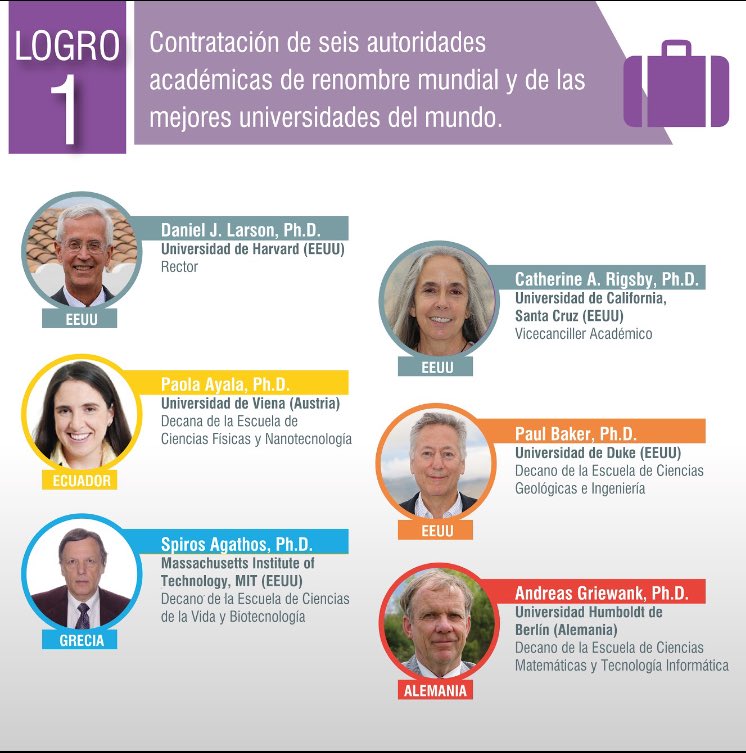 LOGRO
1
Contratación de seis autoridades
académicas de renombre mundial y de las
mejores universidades del mundo.
Daniel J. Larson, Ph.D.
Universidad de Harvard (EEUU)
Rector
EEUU
Catherine A. Rigsby, Ph.D.
Universidad de California,
Santa Cruz (EEUU)
Vicecanciller Académico
EEUU
Paola Ayala, Ph.D.
Universidad de Viena (Austria)
Decana de la Escuela de
Ciencias Físicas y Nanotecnología
ECUADOR
Paul Baker, Ph.D.
Universidad de Duke (EEUU)
Decano de la Escuela de Ciencias
Geológicas e Ingeniería
EEUU
Spiros Agathos, Ph.D.
Massachusetts Institute of
Technology, MIT (EEUU)
Decano de la Escuela de Ciencias
de la Vida y Biotecnología
GRECIA
Andreas Griewank, Ph.D.
Universidad Humboldt de
Berlín (Alemania)
Decano de la Escuela de Ciencias
Matemáticas y Tecnología Informática
ALEMANIA